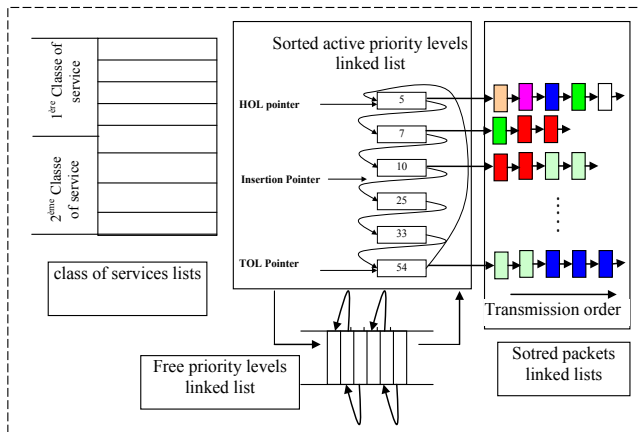 1ère Classe of
service
2ème Classe
of service
class of services lists
Sorted active priority levels
linked list
HOL pointer
5
7
10
Insertion Pointer
25
33
TOL Pointer
54
Free priority levels
linked list
Transmission order
Sotred packets
linked lists